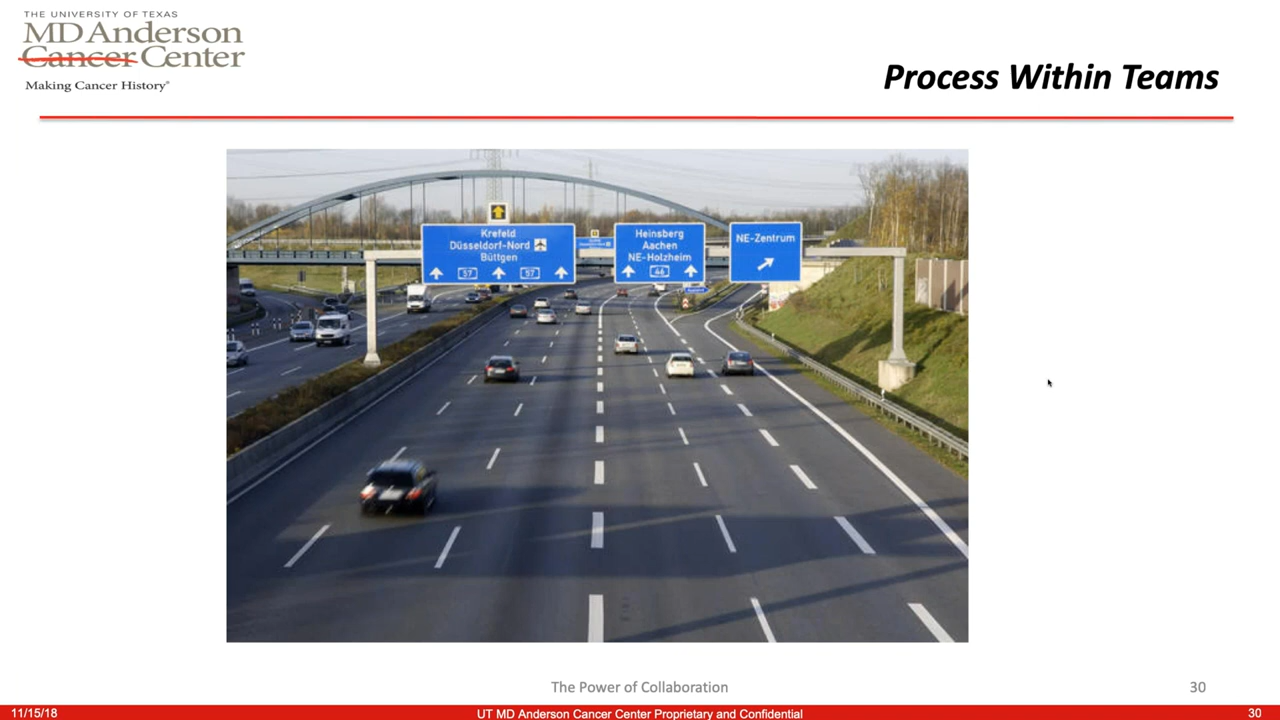 THE UNIVERSITY OF TEXAS
MD Anderson
Cancer Center
Making Cancer History®
Process Within Teams
Krefeld
Düsseldorf-Nord
Büttgen
57
57
Heinsberg
Aachen
NE-Holzheim
46
NE-Zentrum
The Power of Collaboration
30
11/15/18
UT MD Anderson Cancer Center Proprietary and Confidential
30